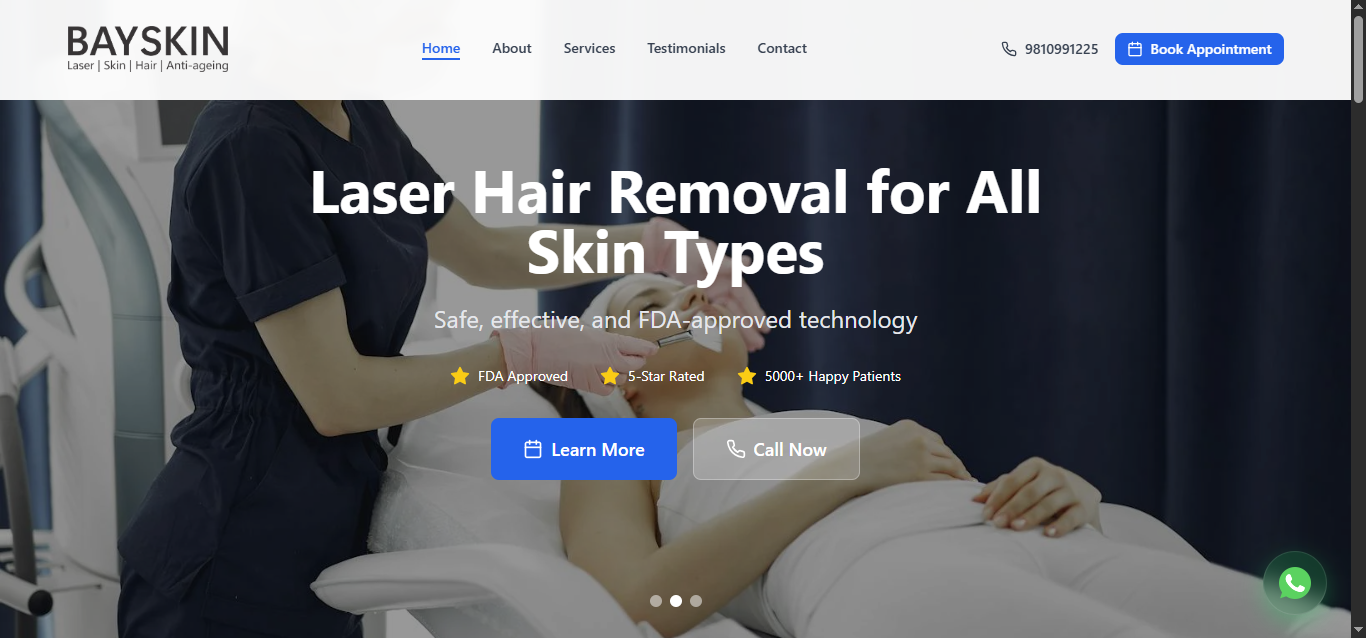 BAYSKIN
Laser | Skin | Hair | Anti-ageing
Home
About
Services
Testimonials
Contact
9810991225
Book Appointment
Laser Hair Removal for All
Skin Types
Safe, effective, and FDA-approved technology
FDA Approved
5-Star Rated
5000+ Happy Patients
Learn More
Call Now